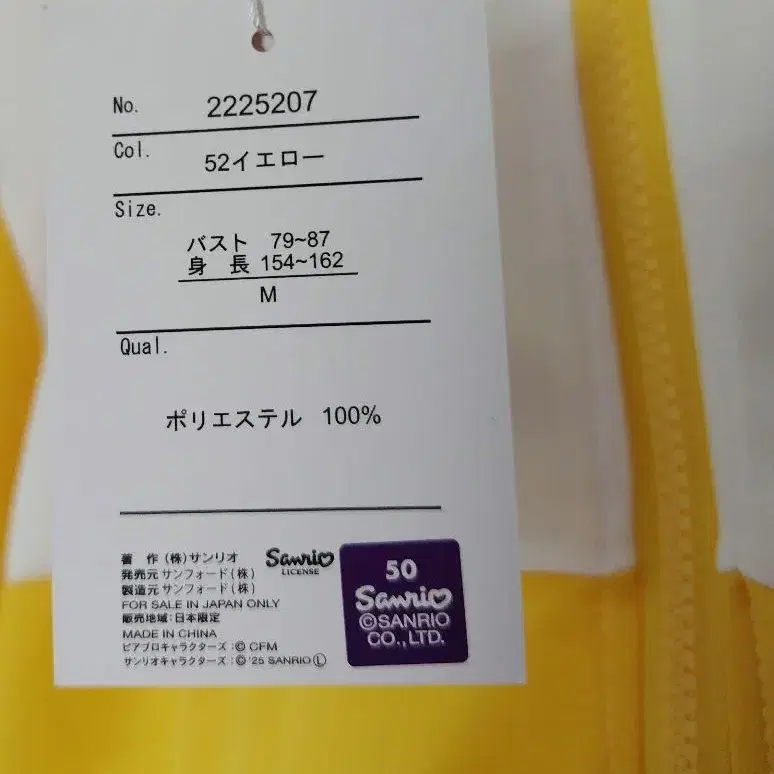 No. 2225207
Col. 52イエロー
Size.
バスト 79~87
身 長 154~162
M
Qual.
ポリエステル 100%
著 作 (株)サンリオ
発売元 サンフォード(株)
製造元 サンフォード(株)
FOR SALE IN JAPAN ONLY
販売地域:日本限定
MADE IN CHINA
ピアプロキャラクターズ:© CFM
サンリオキャラクターズ:© '25 SANRIO Ⓛ
Sanrio
LICENSE
50
Sanrio
©SANRIO
CO.,LTD.